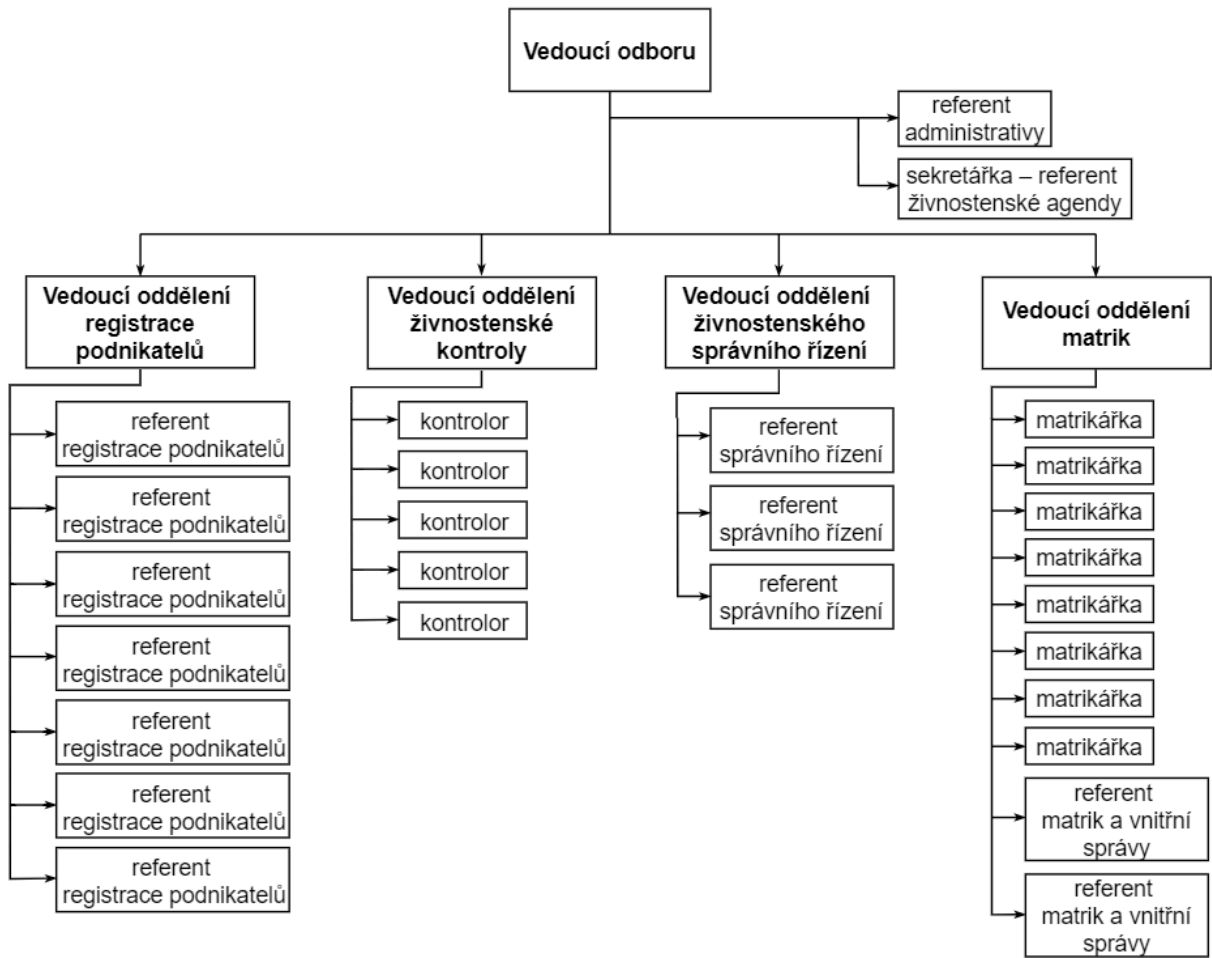 Vedoucí odboru
referent
administrativy
sekretářka – referent
živnostenské agendy
Vedoucí oddělení
registrace
podnikatelů
referent
registrace podnikatelů
referent
registrace podnikatelů
referent
registrace podnikatelů
referent
registrace podnikatelů
referent
registrace podnikatelů
referent
registrace podnikatelů
referent
registrace podnikatelů
Vedoucí oddělení
živnostenské
kontroly
kontrolor
kontrolor
kontrolor
kontrolor
kontrolor
Vedoucí oddělení
živnostenského
správního řízení
referent
správního řízení
referent
správního řízení
referent
správního řízení
Vedoucí oddělení
matrik
matrikářka
matrikářka
matrikářka
matrikářka
matrikářka
matrikářka
matrikářka
matrikářka
referent
matrik a vnitřní
správy
referent
matrik a vnitřní
správy